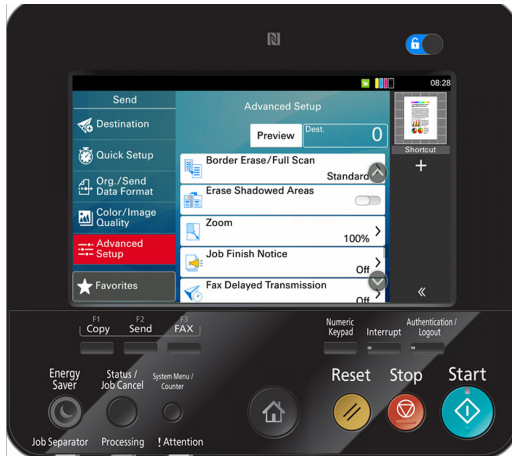 08:28
Send
Destination
Quick Setup
Org./Send
Data Format
Color/Image
Quality
Advanced
Setup
Favorites
Advanced Setup
Preview
Dest.
0
Border Erase/Full Scan
Standard
Erase Shadowed Areas
Zoom
100%
Job Finish Notice
Off
Fax Delayed Transmission
Off
Shortcut
F1
Copy
F2
Send
F3
FAX
Numeric
Keypad
Interrupt
Authentication /
Logout
Energy
Saver
Status /
Job Cancel
System Menu /
Counter
Reset
Stop
Start
Job Separator
Processing
! Attention